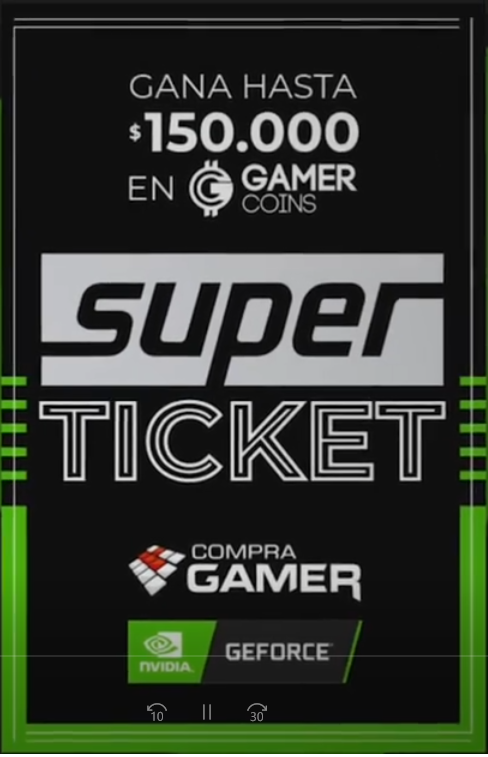 GANA HASTA
$150.000
EN GAMER
COINS
super
TICKET
COMPRA
GAMER
NVIDIA. GEFORCE
10 30